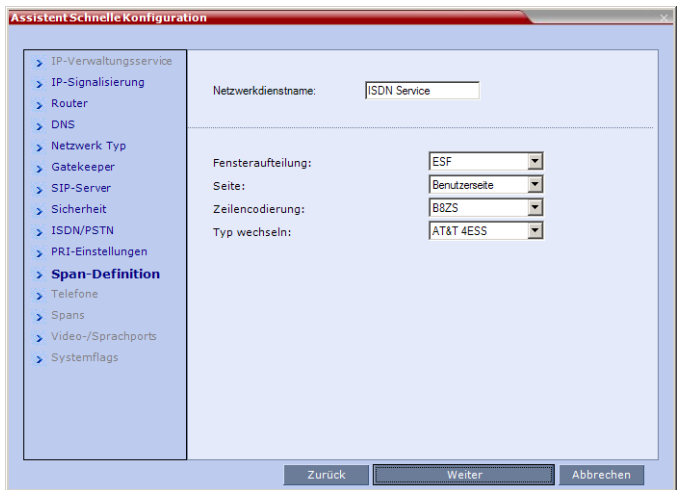 Assistent Schnelle Konfiguration
IP-Verwaltungsservice
IP-Signalisierung
Router
DNS
Netzwerk Typ
Gatekeeper
SIP-Server
Sicherheit
ISDN/PSTN
PRI-Einstellungen
Span-Definition
Telefone
Spans
Video-/Sprachports
Systemflags
Netzwerkdienstname: ISDN Service
Fensteraufteilung: ESF
Seite: Benutzerseite
Zeilencodierung: B8ZS
Typ wechseln: AT&T 4ESS
Zurück Weiter Abbrechen